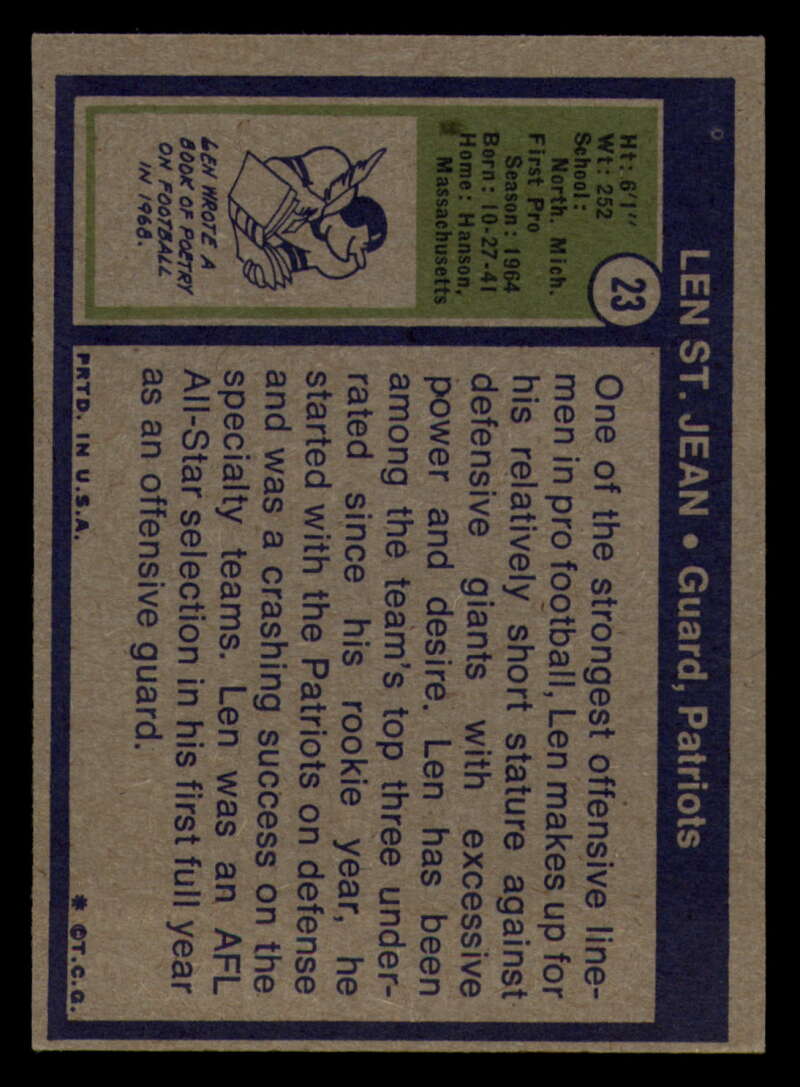 LEN ST. JEAN • Guard, Patriots
23
Ht: 6'1"
Wt: 252
School:
North. Mich.
First Pro
Season: 1964
Born: 10-27-41
Home: Hanson,
Massachusetts
LEN WROTE A
BOOK OF POETRY
ON FOOTBALL
IN 1968.
One of the strongest offensive line-
men in pro football, Len makes up for
his relatively short stature against
defensive giants with excessive
power and desire. Len has been
among the team's top three under-
rated since his rookie year, he
started with the Patriots on defense
and was a crashing success on the
specialty teams. Len was an AFL
All-Star selection in his first full year
as an offensive guard.
PRTD. IN U.S.A.
* ©T.C.G.